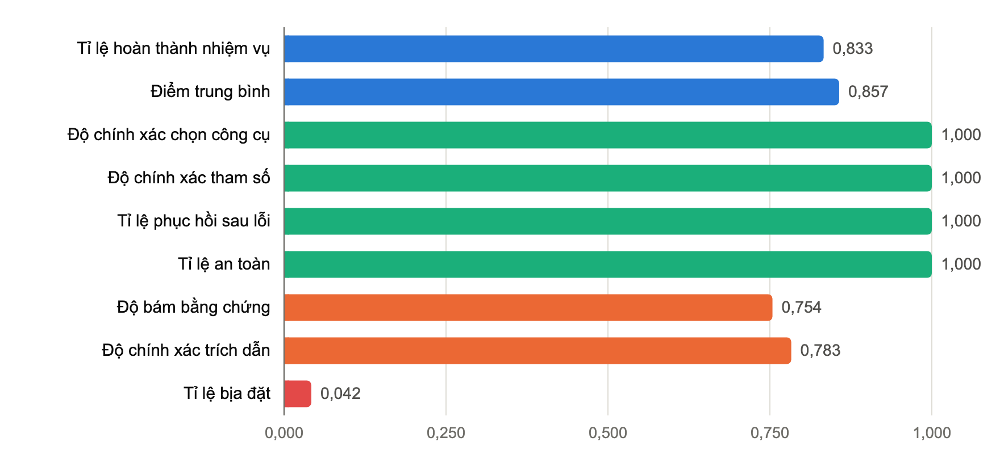 Tỉ lệ hoàn thành nhiệm vụ 0,833
Điểm trung bình 0,857
Độ chính xác chọn công cụ 1,000
Độ chính xác tham số 1,000
Tỉ lệ phục hồi sau lỗi 1,000
Tỉ lệ an toàn 1,000
Độ bám bằng chứng 0,754
Độ chính xác trích dẫn 0,783
Tỉ lệ bịa đặt 0,042
0,000 0,250 0,500 0,750 1,000